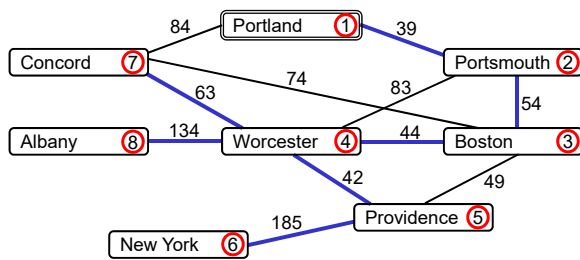 84
Portland 1
39
Concord 7
Portsmouth 2
74
83
63
54
Albany 8
134
Worcester 4
44
Boston 3
42
49
Providence 5
185
New York 6